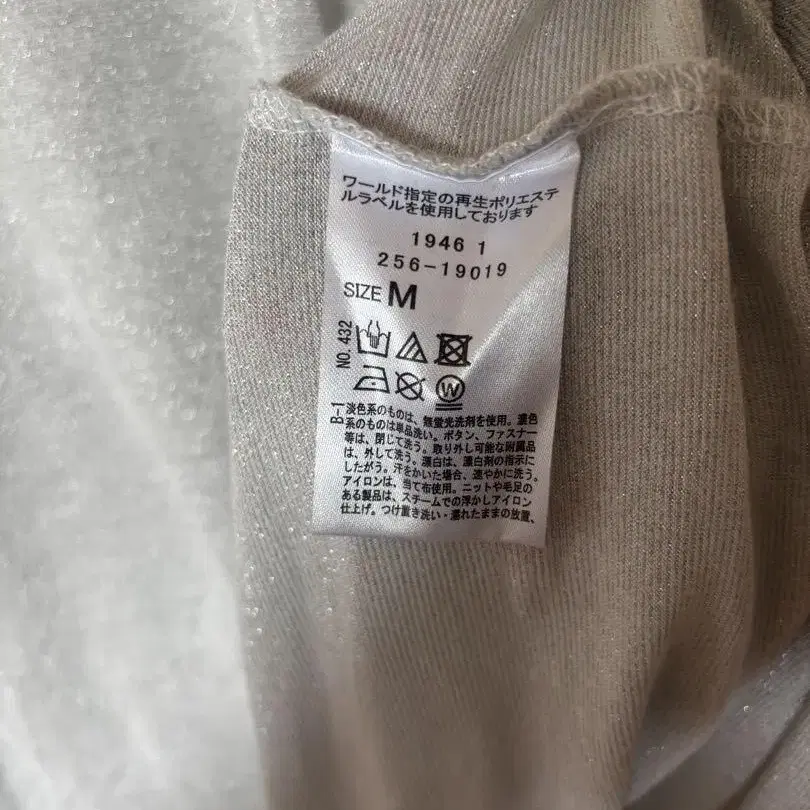 ワールド指定の再生ポリエステ
ルラベルを使用しております
1946 1
256-19019
SIZE M
NO. 432
W
B-1
淡色系のものは、無蛍光洗剤を使用。濃色
系のものは単品洗い。ボタン、ファスナー
等は、閉じて洗う。取り外し可能な附属品
は、外して洗う。漂白は、漂白剤の指示に
したがう。汗をかいた場合、速やかに洗う。
アイロンは、当て布使用。ニットや毛足の
ある製品は、スチームでの浮かしアイロン
仕上げ。つけ置き洗い・濡れたままの放置、